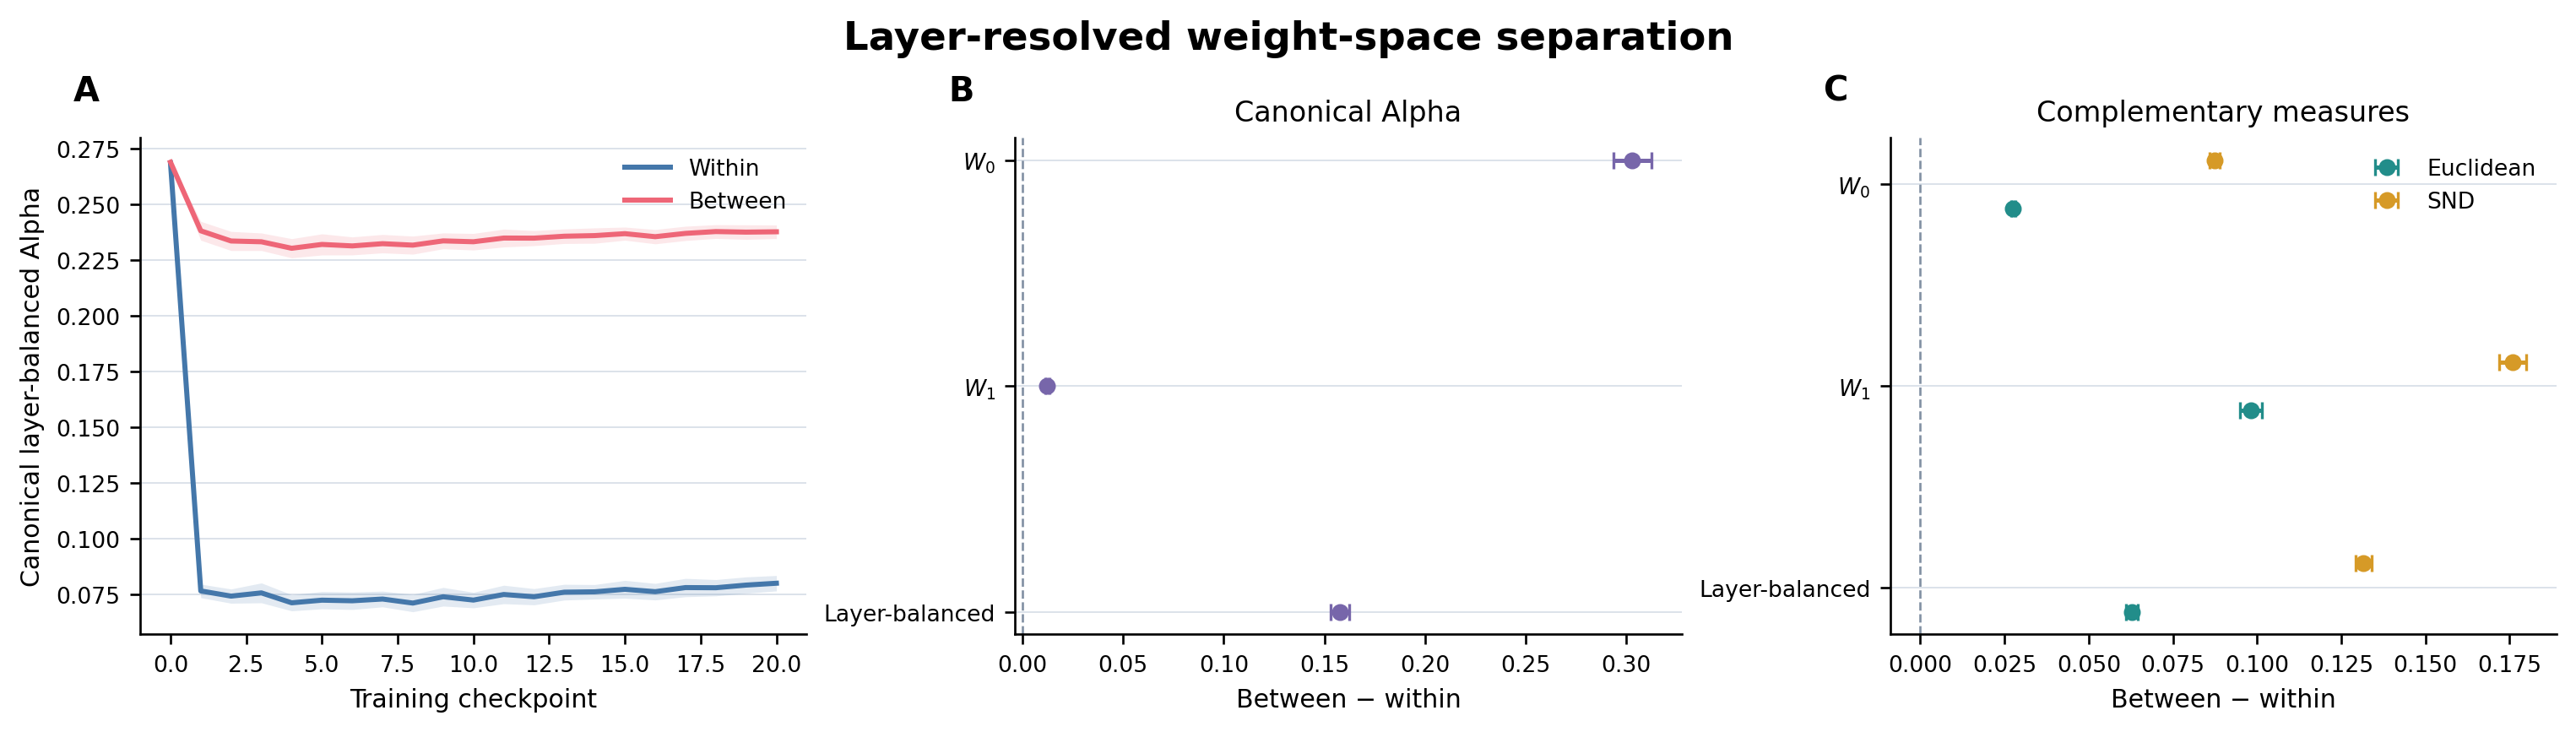 Layer-resolved weight-space separation
A
Canonical layer-balanced Alpha
0.275
0.250
0.225
0.200
0.175
0.150
0.125
0.100
0.075
Within
Between
0.0 2.5 5.0 7.5 10.0 12.5 15.0 17.5 20.0
Training checkpoint
B
Canonical Alpha
W0
W1
Layer-balanced
0.00 0.05 0.10 0.15 0.20 0.25 0.30
Between − within
C
Complementary measures
W0
W1
Layer-balanced
Euclidean
SND
0.000 0.025 0.050 0.075 0.100 0.125 0.150 0.175
Between − within